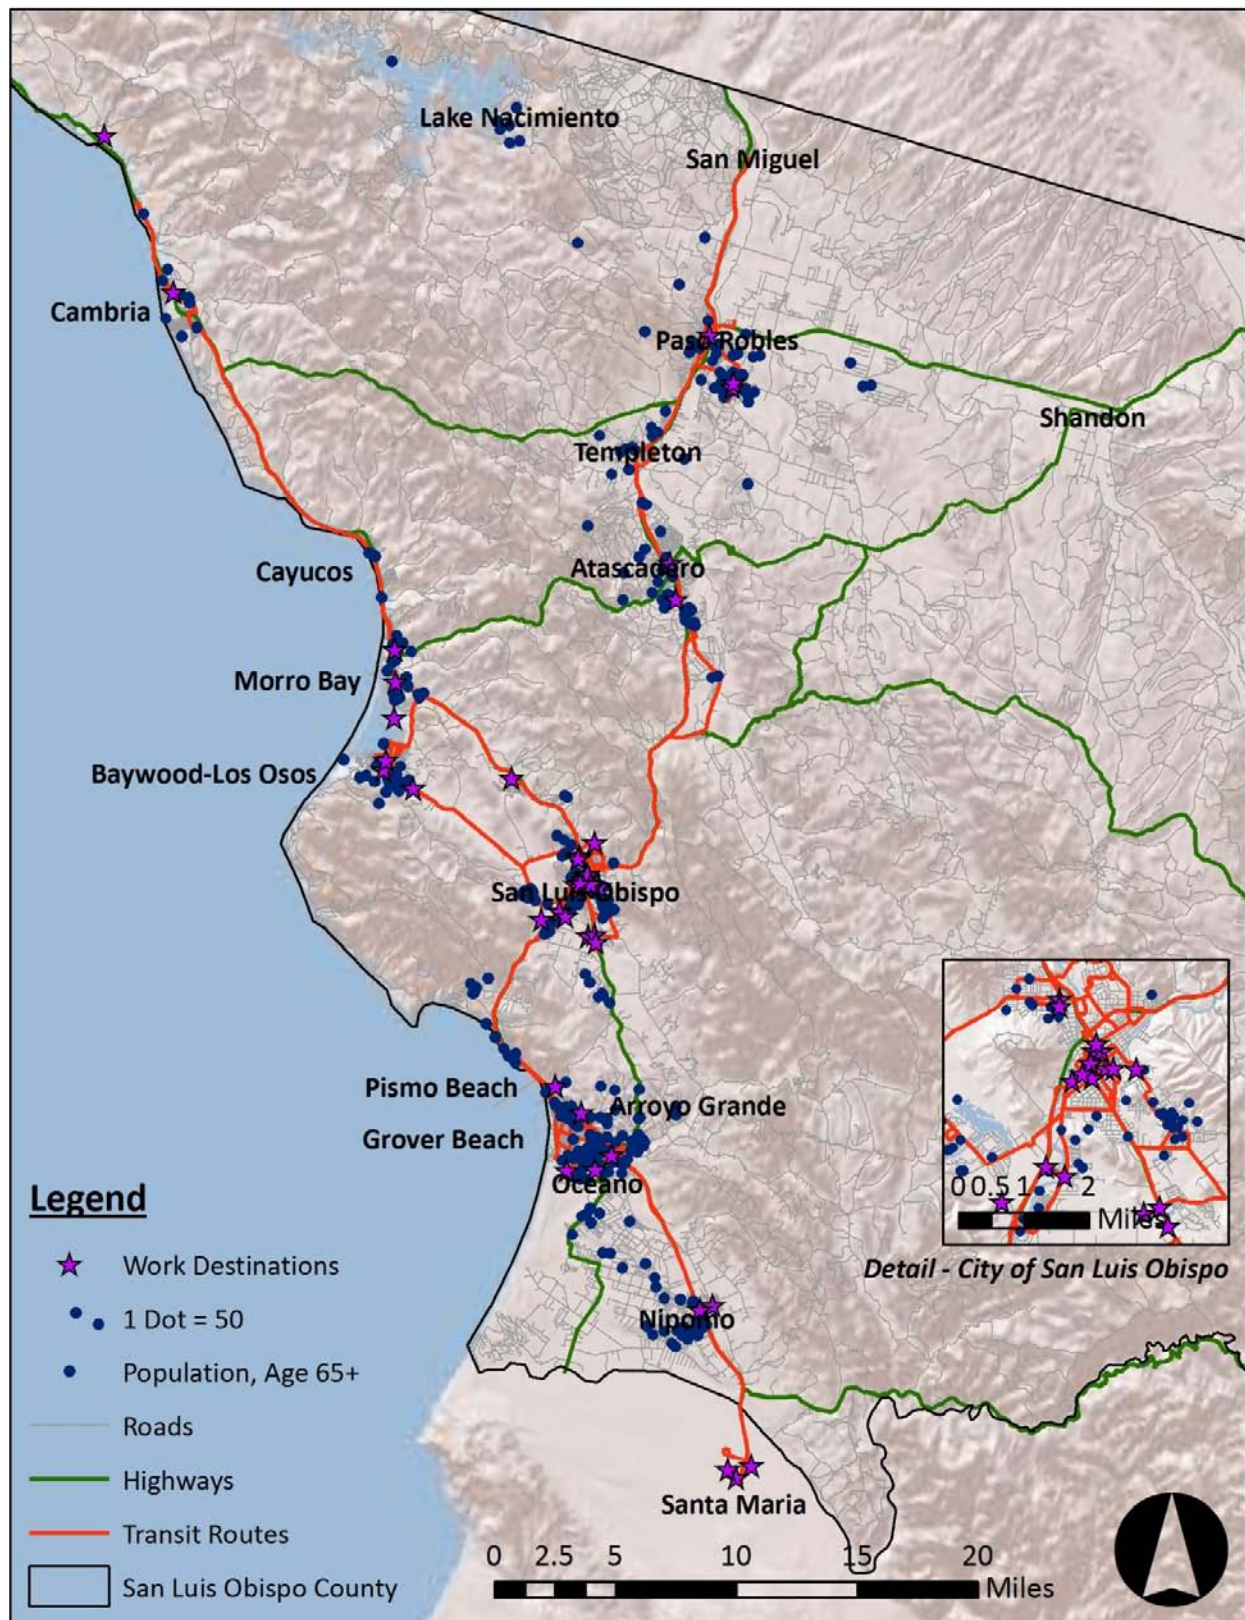 Lake Nacimiento
San Miguel
Cambria
Paso Robles
Shandon
Templeton
Cayucos
Atascadero
Morro Bay
Baywood-Los Osos
San Luis Obispo
Pismo Beach
Arroyo Grande
Grover Beach
Oceano
0 0.5 1 2
Miles
Detail - City of San Luis Obispo
Nipomo
Santa Maria
Legend
Work Destinations
1 Dot = 50
Population, Age 65+
Roads
Highways
Transit Routes
San Luis Obispo County
0 2.5 5 10 15 20
Miles